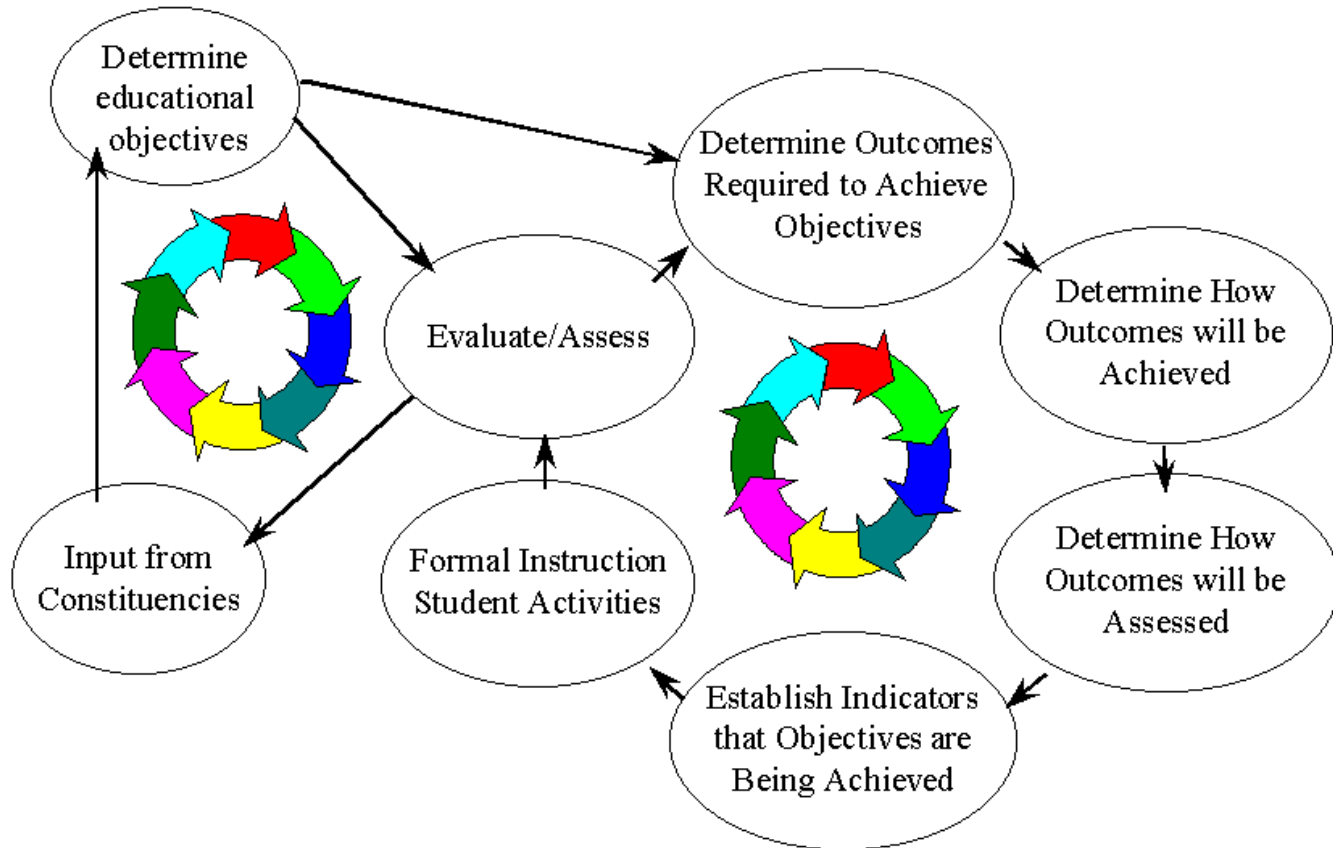 Determine
educational
objectives
Determine Outcomes
Required to Achieve
Objectives
Determine How
Outcomes will be
Achieved
Evaluate/Assess
Input from
Constituencies
Formal Instruction
Student Activities
Determine How
Outcomes will be
Assessed
Establish Indicators
that Objectives are
Being Achieved